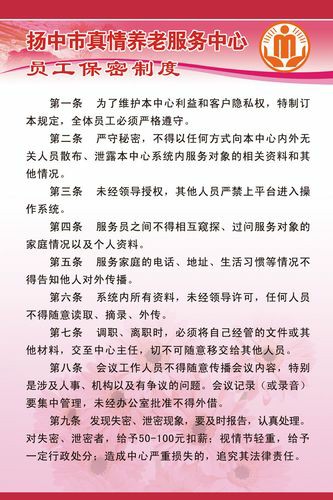 扬中市真情养老服务中心
员工保密制度
第一条 为了维护本中心利益和客户隐私权，特制订
本规定，全体员工必须严格遵守。
第二条 严守秘密，不得以任何方式向本中心内外无
关人员散布、泄露本中心系统内服务对象的相关资料和其
他情况。
第三条 未经领导授权，其他人员严禁上平台进入操
作系统。
第四条 服务员之间不得相互窥探、过问服务对象的
家庭情况以及个人资料。
第五条 服务家庭的电话、地址、生活习惯等情况不
得告知他人对外传播。
第六条 系统内所有资料，未经领导许可，任何人员
不得随意读取、摘录、外传。
第七条 调职、离职时，必须将自己经管的文件或其
他材料，交至中心主任，切不可随意移交给其他人员。
第八条 会议工作人员不得随意传播会议内容，特别
是涉及人事、机构以及有争议的问题。会议记录（或录音）
要集中管理，未经办公室批准不得外借。
第九条 发现失密、泄密现象，要及时报告，认真处理。
对失密、泄密者，给予50-100元扣薪；视情节轻重，给予
一定行政处分；造成中心严重损失的，追究其法律责任。